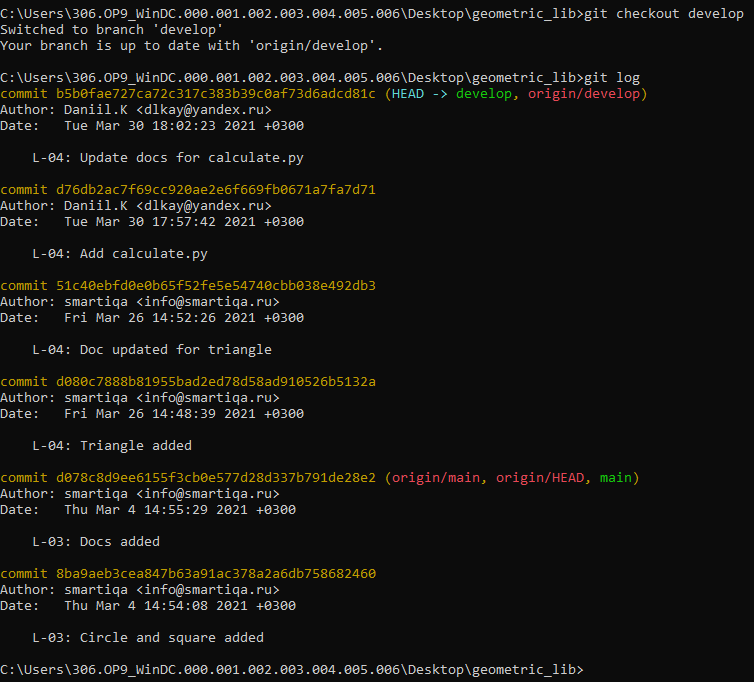 C:\Users\306.OP9_WinDC.000.001.002.003.004.005.006\Desktop\geometric_lib>git checkout develop
Switched to branch 'develop'
Your branch is up to date with 'origin/develop'.
C:\Users\306.OP9_WinDC.000.001.002.003.004.005.006\Desktop\geometric_lib>git log
commit b5b0fae727ca72c317c383b39c0af73d6adcd81c (HEAD -> develop, origin/develop)
Author: Daniil.K <dlkay@yandex.ru>
Date:   Tue Mar 30 18:02:23 2021 +0300
    L-04: Update docs for calculate.py
commit d76db2ac7f69cc920ae2e6f669fb0671a7fa7d71
Author: Daniil.K <dlkay@yandex.ru>
Date:   Tue Mar 30 17:57:42 2021 +0300
    L-04: Add calculate.py
commit 51c40ebfd0e0b65f52fe5e54740cbb038e492db3
Author: smartiqa <info@smartiqa.ru>
Date:   Fri Mar 26 14:52:26 2021 +0300
    L-04: Doc updated for triangle
commit d080c7888b81955bad2ed78d58ad910526b5132a
Author: smartiqa <info@smartiqa.ru>
Date:   Fri Mar 26 14:48:39 2021 +0300
    L-04: Triangle added
commit d078c8d9ee6155f3cb0e577d28d337b791de28e2 (origin/main, origin/HEAD, main)
Author: smartiqa <info@smartiqa.ru>
Date:   Thu Mar 4 14:55:29 2021 +0300
    L-03: Docs added
commit 8ba9aeb3cea847b63a91ac378a2a6db758682460
Author: smartiqa <info@smartiqa.ru>
Date:   Thu Mar 4 14:54:08 2021 +0300
    L-03: Circle and square added
C:\Users\306.OP9_WinDC.000.001.002.003.004.005.006\Desktop\geometric_lib>